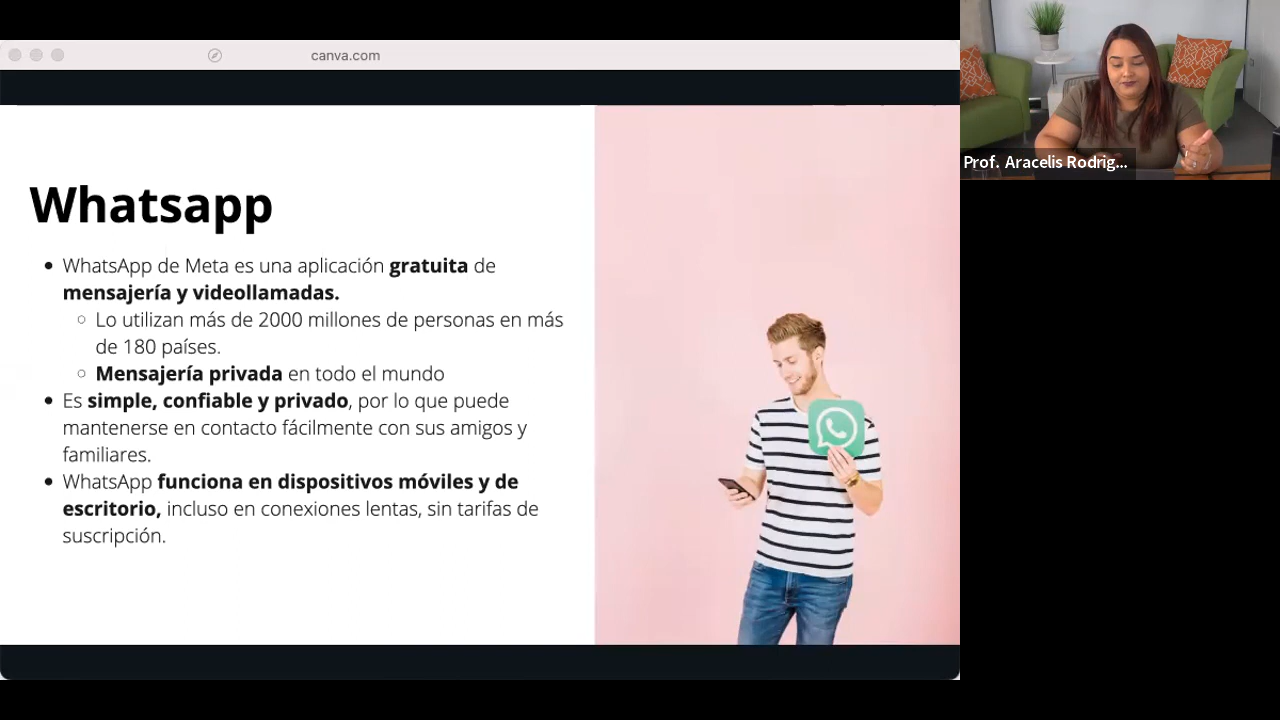 canva.com
Whatsapp
• WhatsApp de Meta es una aplicación gratuita de
mensajería y videollamadas.
○ Lo utilizan más de 2000 millones de personas en más
de 180 países.
○ Mensajería privada en todo el mundo
• Es simple, confiable y privado, por lo que puede
mantenerse en contacto fácilmente con sus amigos y
familiares.
• WhatsApp funciona en dispositivos móviles y de
escritorio, incluso en conexiones lentas, sin tarifas de
suscripción.
Prof. Aracelis Rodrig...